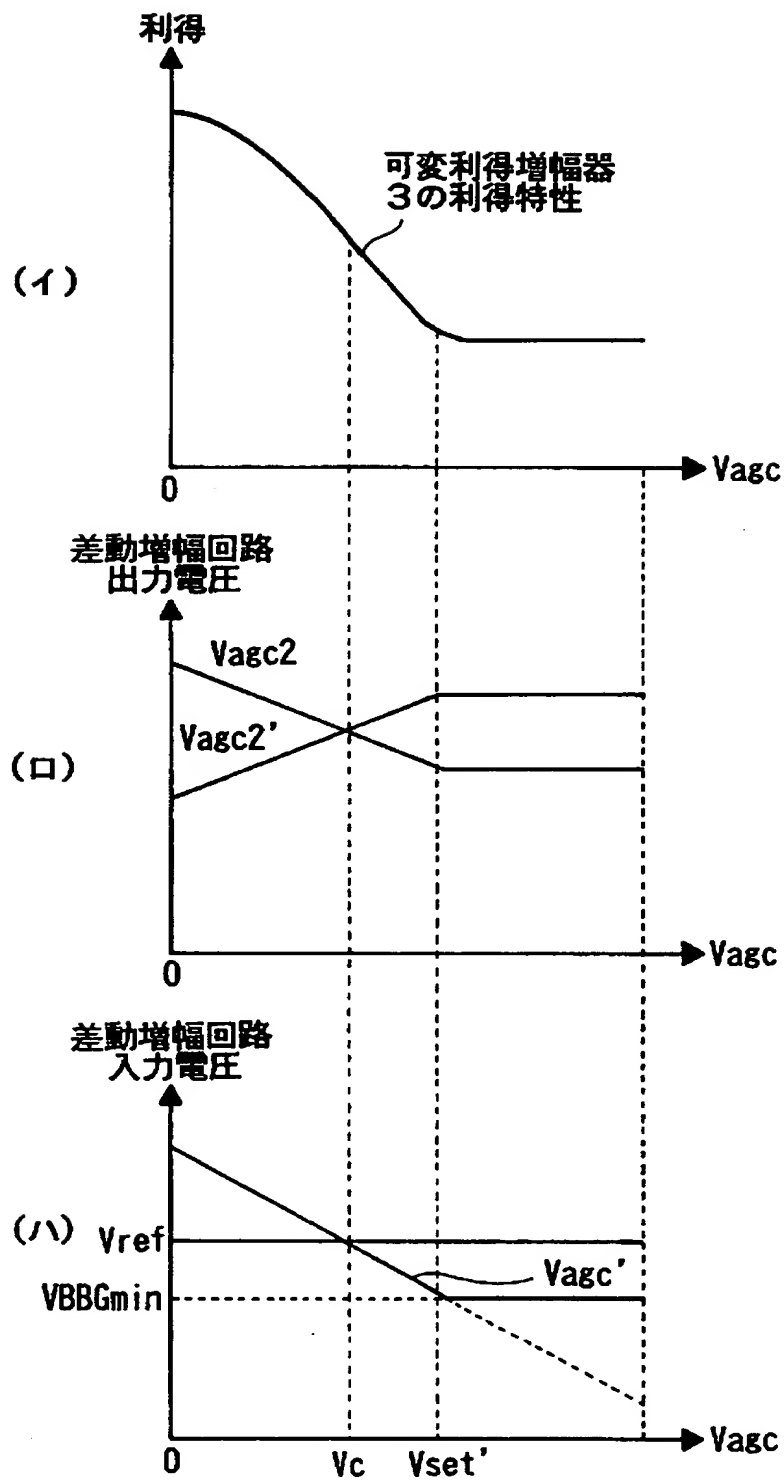 利得
可変利得増幅器
3の利得特性
(イ)
0
Vagc
差動増幅回路
出力電圧
Vagc2
Vagc2'
(ロ)
0
Vagc
差動増幅回路
入力電圧
(ハ)
Vref
Vagc'
VBBGmin
0
Vc
Vset'
Vagc